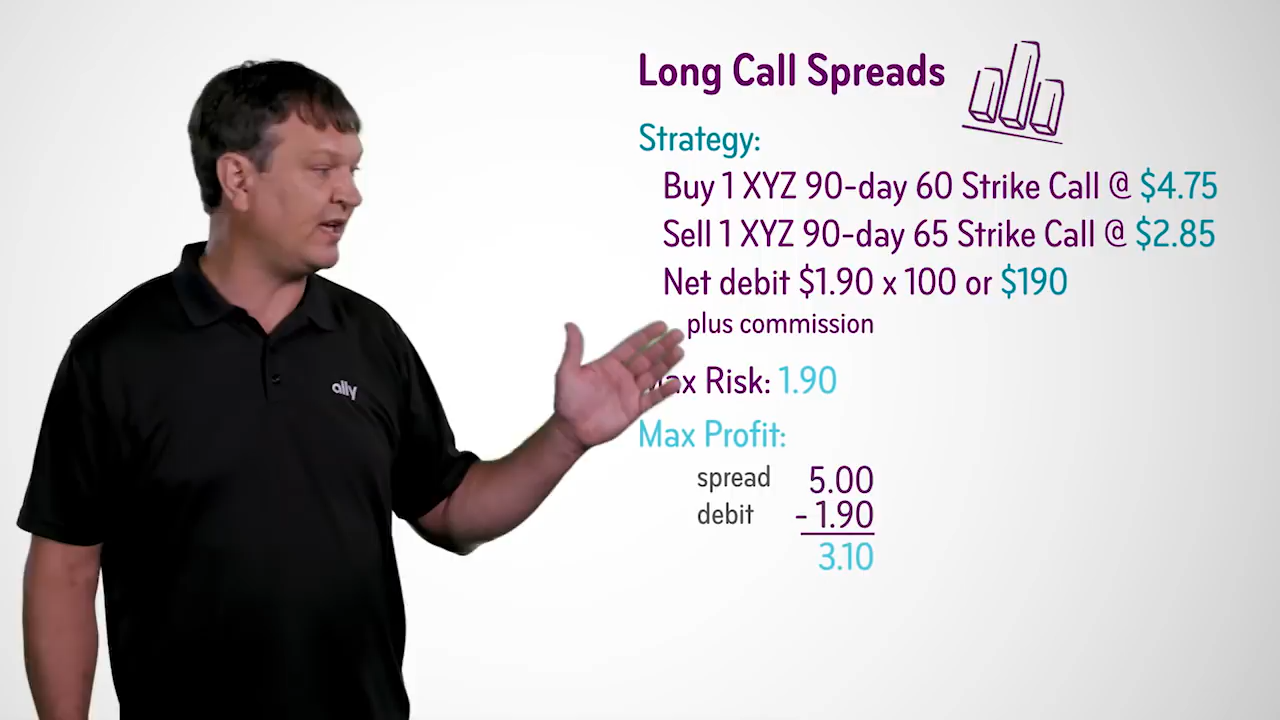 Long Call Spreads
Strategy:
Buy 1 XYZ 90-day 60 Strike Call @ $4.75
Sell 1 XYZ 90-day 65 Strike Call @ $2.85
Net debit $1.90 x 100 or $190
plus commission
Max Risk: 1.90
Max Profit:
spread 5.00
debit - 1.90
3.10
ally